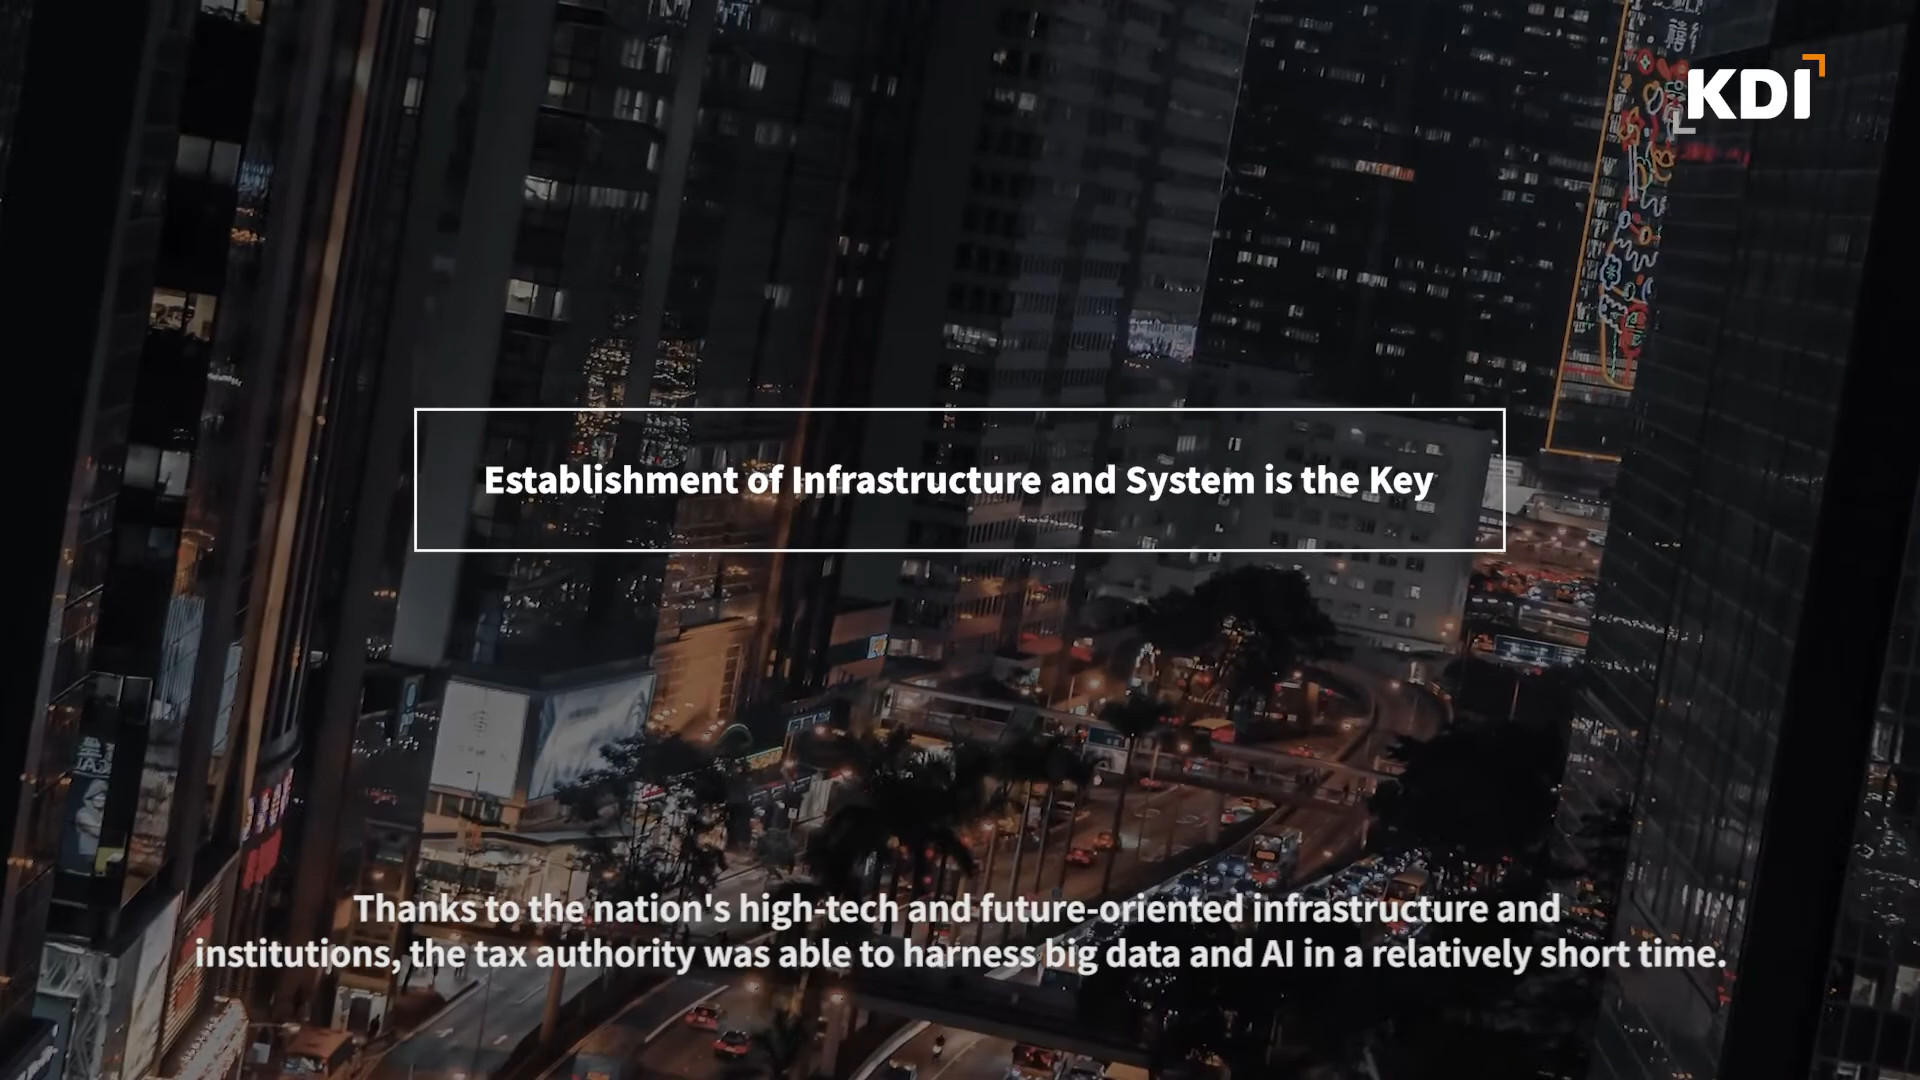 KDI
Establishment of Infrastructure and System is the Key
Thanks to the nation's high-tech and future-oriented infrastructure and
institutions, the tax authority was able to harness big data and AI in a relatively short time.